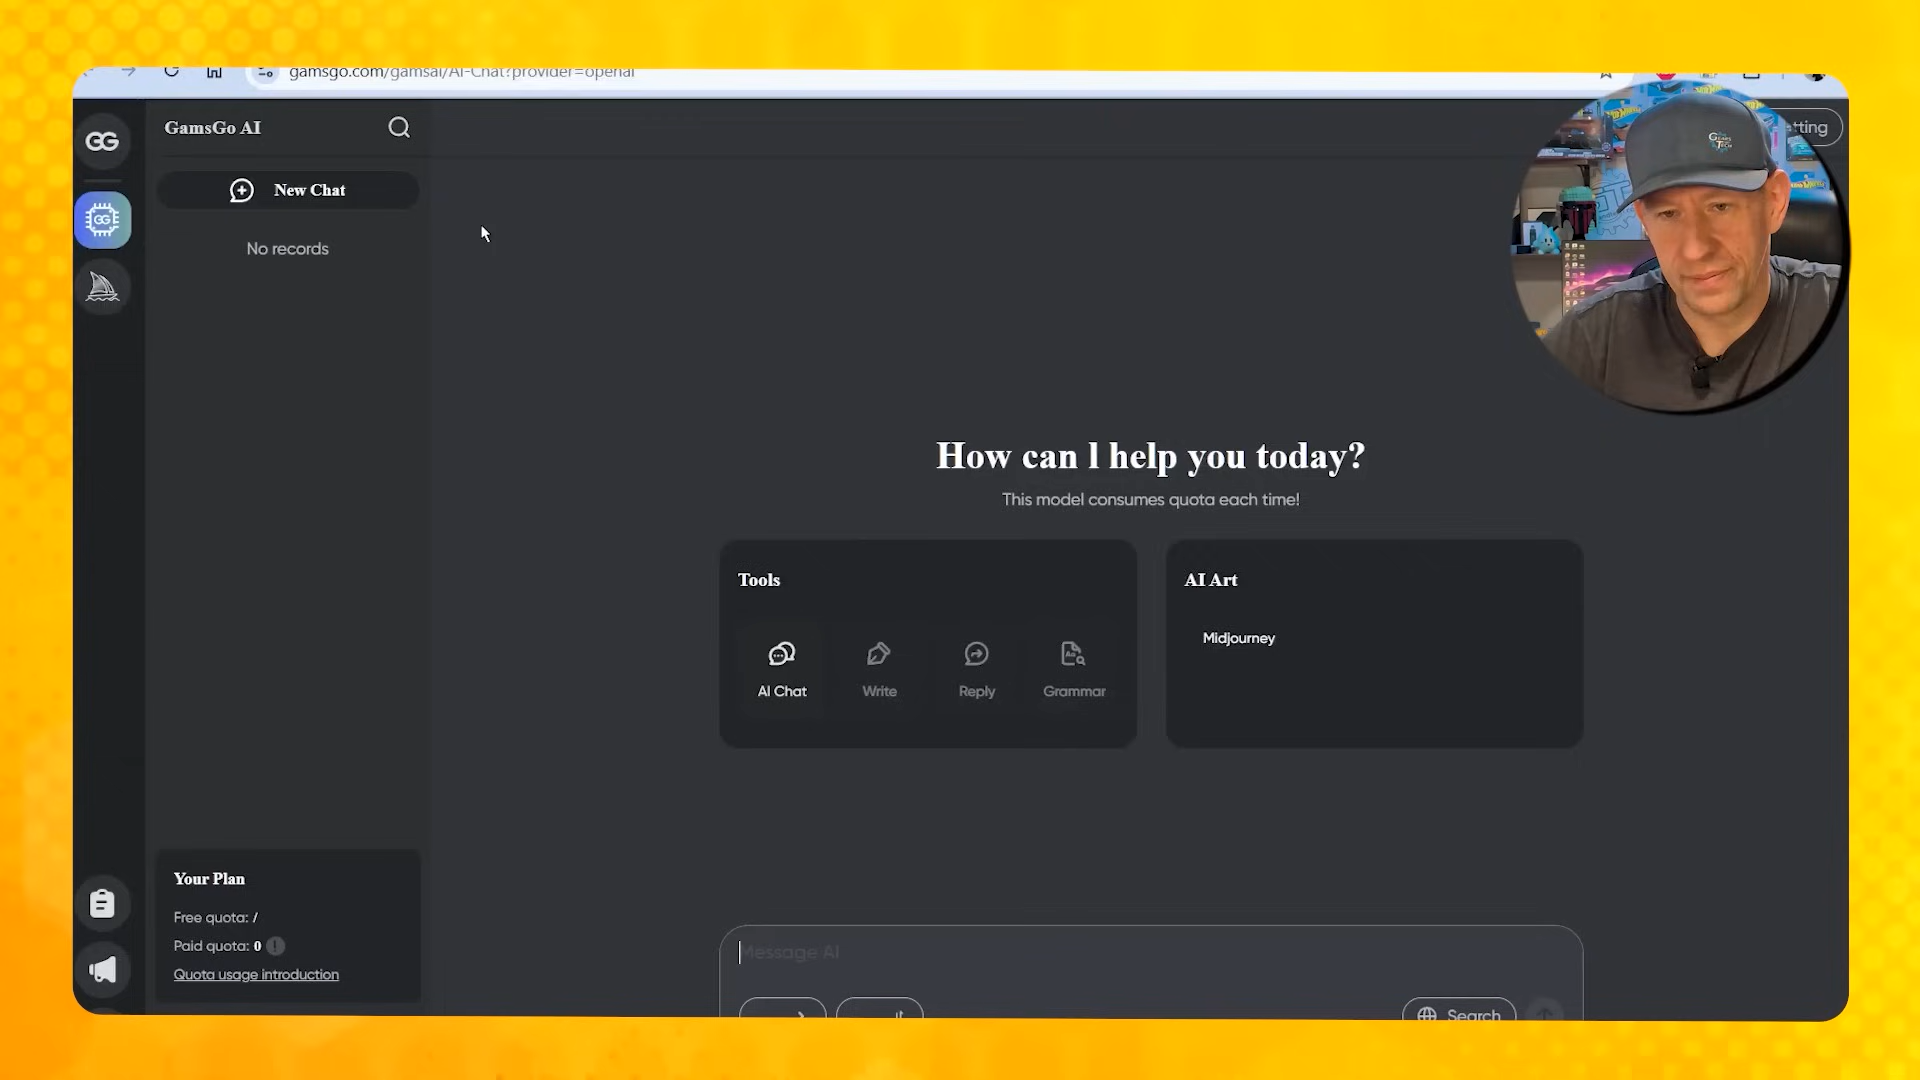 gamsgo.com/gamsai/AI-Chat?provider=openai
GG
GamsGo AI
New Chat
GG
No records
How can l help you today?
This model consumes quota each time!
Tools
AI Chat
Write
Reply
Grammar
AI Art
Midjourney
Your Plan
Free quota: /
Paid quota: 0
Quota usage introduction
Message AI
Search